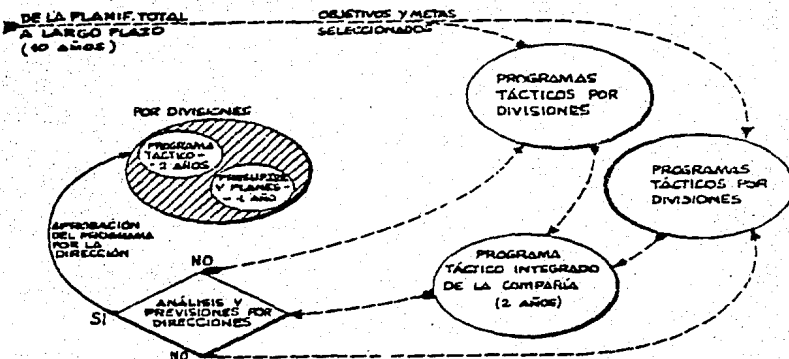 DE LA PLANIF. TOTAL
A LARGO PLAZO
(10 AÑOS)
OBJETIVOS Y METAS
SELECCIONADOS
PROGRAMAS
TÁCTICOS POR
DIVISIONES
POR DIVISIONES
PROGRAMA
TÁCTICO -
- 2 AÑOS
Y PLANES-
- 1 AÑO
PROGRAMAS
TÁCTICOS POR
DIVISIONES
APROBACIÓN
DEL PROGRAMA
POR LA
DIRECCIÓN
NO
PROGRAMA
TÁCTICO INTEGRADO
DE LA COMPAÑÍA
(2 AÑOS)
ANÁLISIS Y
PREVISIONES POR
DIRECCIONES
SI
NO